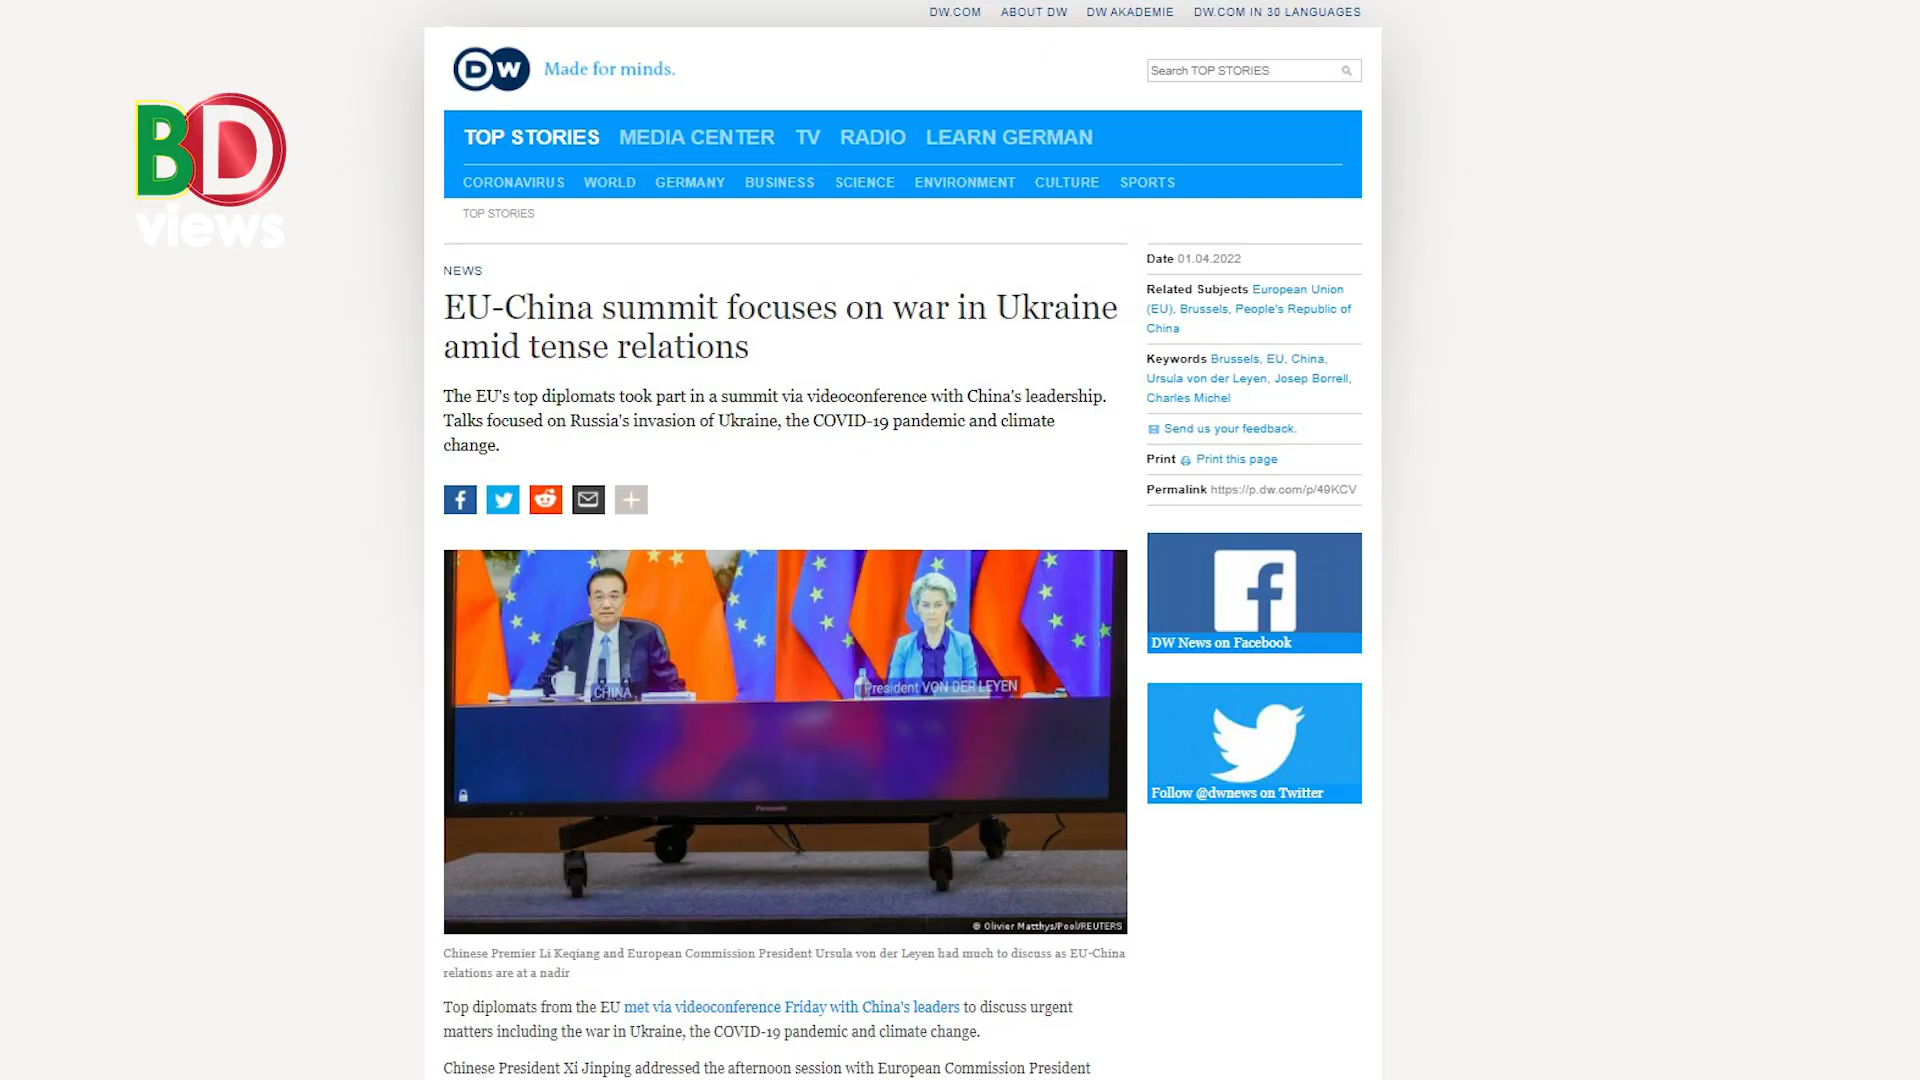 DW.COM ABOUT DW DW AKADEMIE DW.COM IN 30 LANGUAGES
DW Made for minds.
Search TOP STORIES
BD
views
TOP STORIES MEDIA CENTER TV RADIO LEARN GERMAN
CORONAVIRUS WORLD GERMANY BUSINESS SCIENCE ENVIRONMENT CULTURE SPORTS
TOP STORIES
NEWS
EU-China summit focuses on war in Ukraine
amid tense relations
The EU's top diplomats took part in a summit via videoconference with China's leadership.
Talks focused on Russia's invasion of Ukraine, the COVID-19 pandemic and climate
change.
CHINA
President VON DER LEYEN
Panasonic
© Olivier Matthys/Pool/REUTERS
Chinese Premier Li Keqiang and European Commission President Ursula von der Leyen had much to discuss as EU-China
relations are at a nadir
Top diplomats from the EU met via videoconference Friday with China's leaders to discuss urgent
matters including the war in Ukraine, the COVID-19 pandemic and climate change.
Chinese President Xi Jinping addressed the afternoon session with European Commission President
Date 01.04.2022
Related Subjects European Union
(EU), Brussels, People's Republic of
China
Keywords Brussels, EU, China,
Ursula von der Leyen, Josep Borrell,
Charles Michel
Send us your feedback.
Print Print this page
Permalink https://p.dw.com/p/49KCV
DW News on Facebook
Follow @dwnews on Twitter